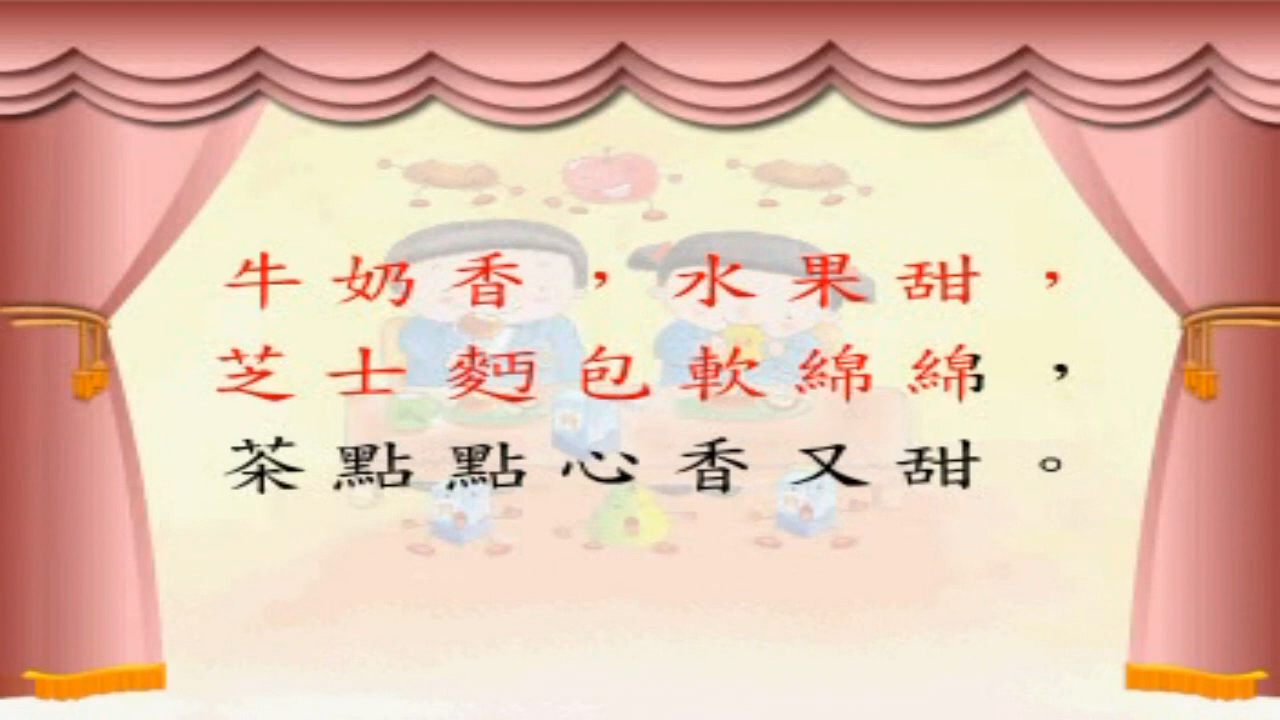 牛奶香，水果甜，
芝士麪包軟綿綿，
茶點點心香又甜。